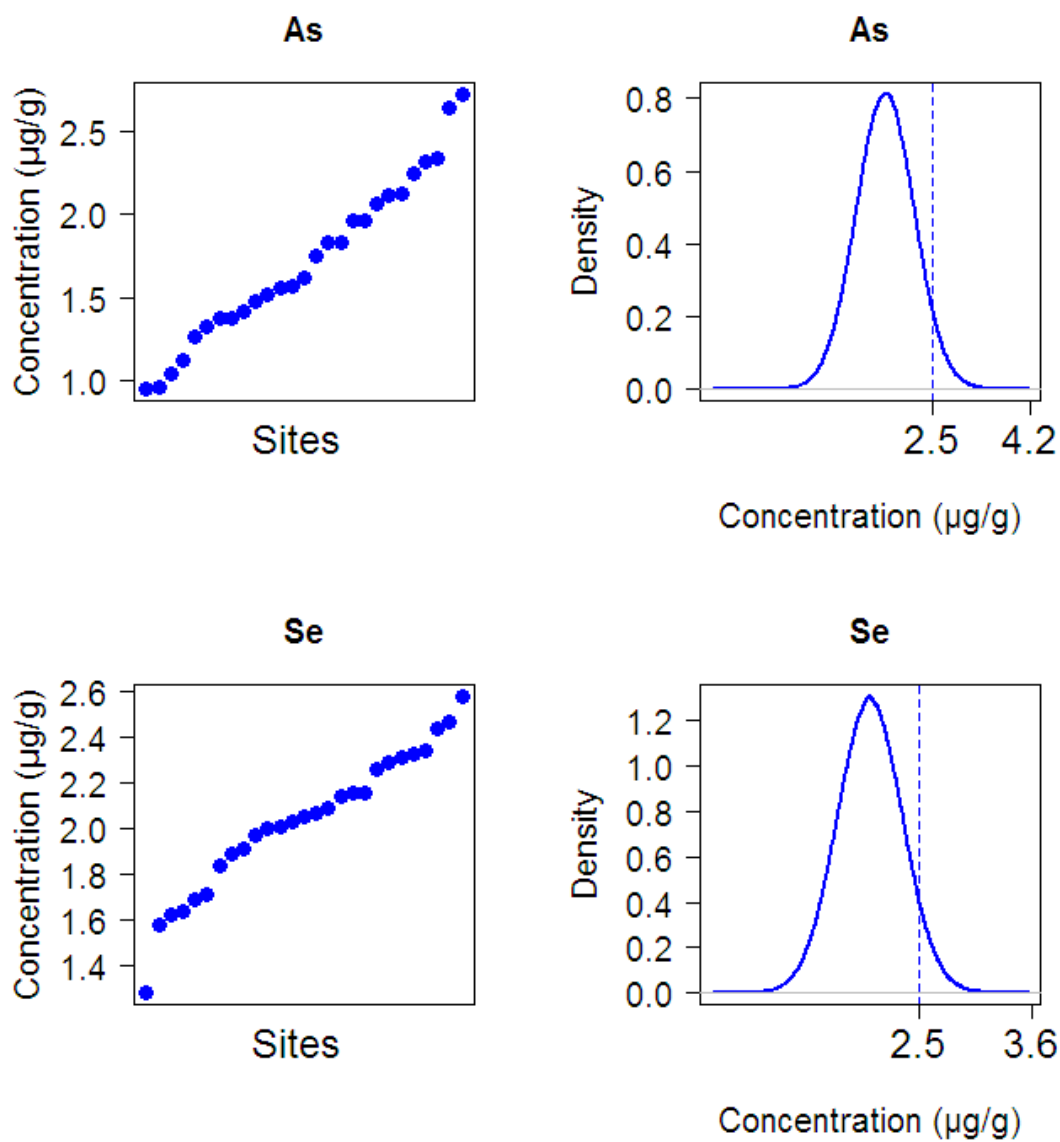 As
Concentration (µg/g)
2.5
2.0
1.5
1.0
Sites
As
Density
0.8
0.6
0.4
0.2
0.0
2.5 4.2
Concentration (µg/g)
Se
Concentration (µg/g)
2.6
2.4
2.2
2.0
1.8
1.6
1.4
Sites
Se
Density
1.2
1.0
0.8
0.6
0.4
0.2
0.0
2.5 3.6
Concentration (µg/g)